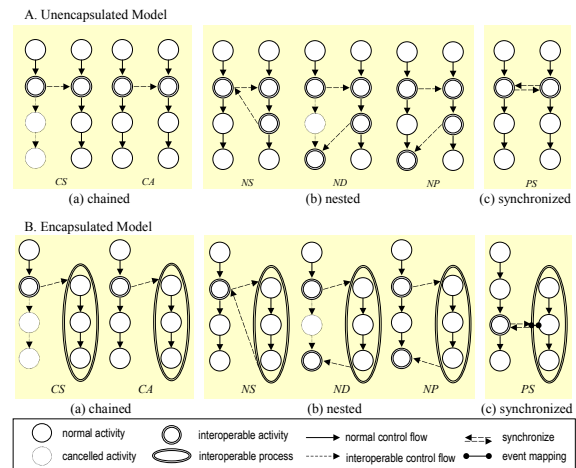 A. Unencapsulated Model
CS CA NS ND NP PS
(a) chained (b) nested (c) synchronized
B. Encapsulated Model
CS CA NS ND NP PS
(a) chained (b) nested (c) synchronized
normal activity interoperable activity normal control flow synchronize
cancelled activity interoperable process interoperable control flow event mapping